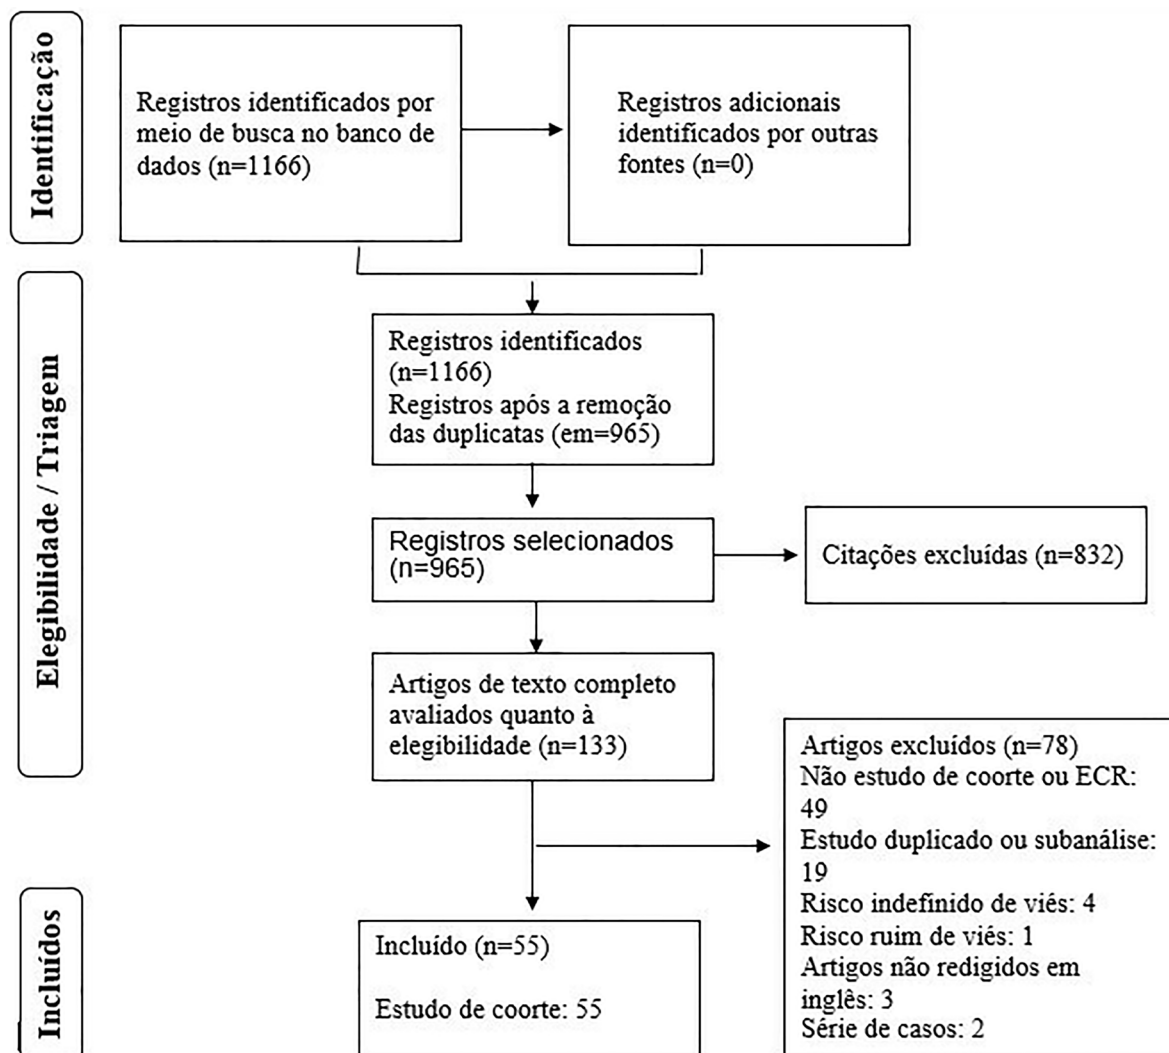 Identificação
Registros identificados por
meio de busca no banco de
dados (n=1166)
Registros adicionais
identificados por outras
fontes (n=0)
Elegibilidade / Triagem
Registros identificados
(n=1166)
Registros após a remoção
das duplicatas (em=965)
Registros selecionados
(n=965)
Citações excluídas (n=832)
Artigos de texto completo
avaliados quanto à
elegibilidade (n=133)
Artigos excluídos (n=78)
Não estudo de coorte ou ECR:
49
Estudo duplicado ou subanálise:
19
Risco indefinido de viés: 4
Risco ruim de viés: 1
Artigos não redigidos em
inglês: 3
Série de casos: 2
Incluídos
Incluído (n=55)
Estudo de coorte: 55